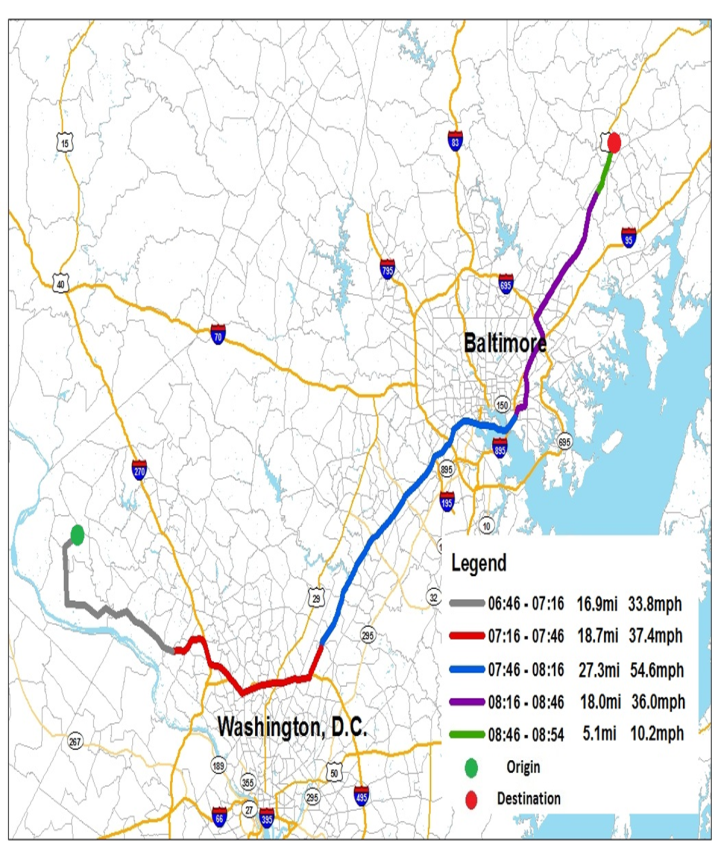 83
15
95
795
695
40
70
Baltimore
150
695
895
270
895
195
10
Legend
29
32
06:46 - 07:16 16.9mi 33.8mph
07:16 - 07:46 18.7mi 37.4mph
295
07:46 - 08:16 27.3mi 54.6mph
08:16 - 08:46 18.0mi 36.0mph
Washington, D.C.
08:46 - 08:54 5.1mi 10.2mph
267
189
50
Origin
355
495
295
Destination
27
66
395